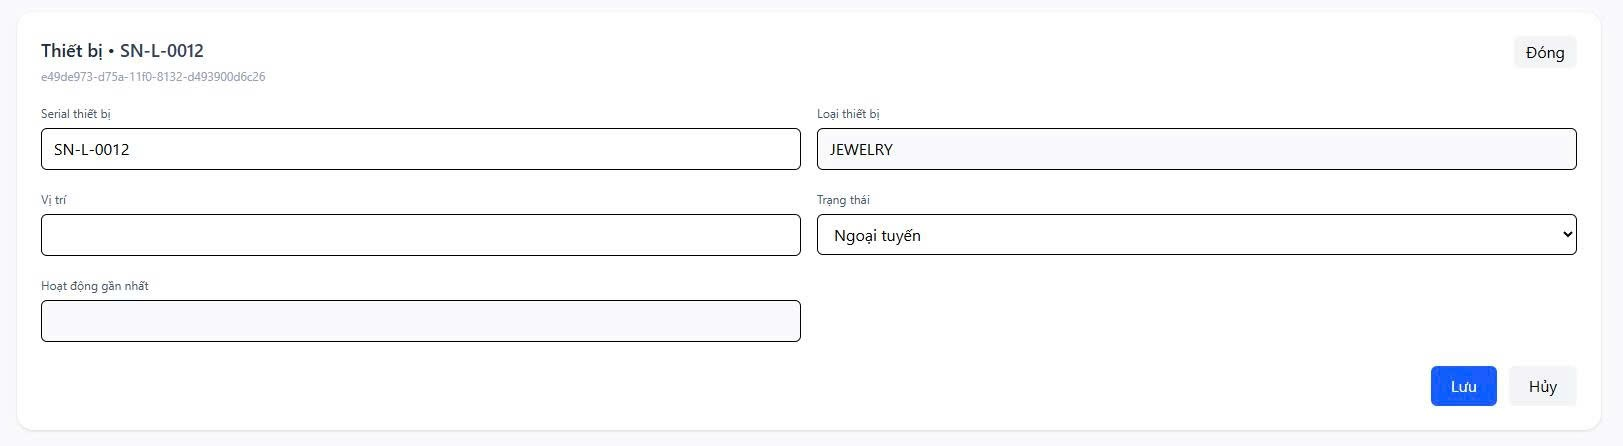 Thiết bị • SN-L-0012
Đóng
e49de973-d75a-11f0-8132-d493900d6c26
Serial thiết bị
Loại thiết bị
SN-L-0012
JEWELRY
Vị trí
Trạng thái
Ngoại tuyến
Hoạt động gần nhất
Lưu
Hủy